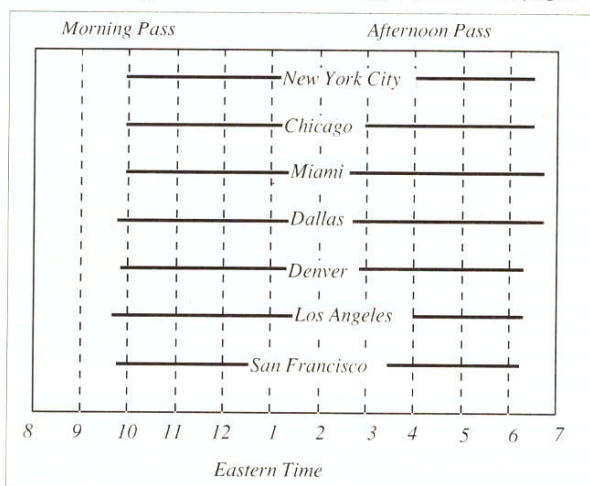 Morning Pass Afternoon Pass
New York City
Chicago
Miami
Dallas
Denver
Los Angeles
San Francisco
8 9 10 11 12 1 2 3 4 5 6 7
Eastern Time